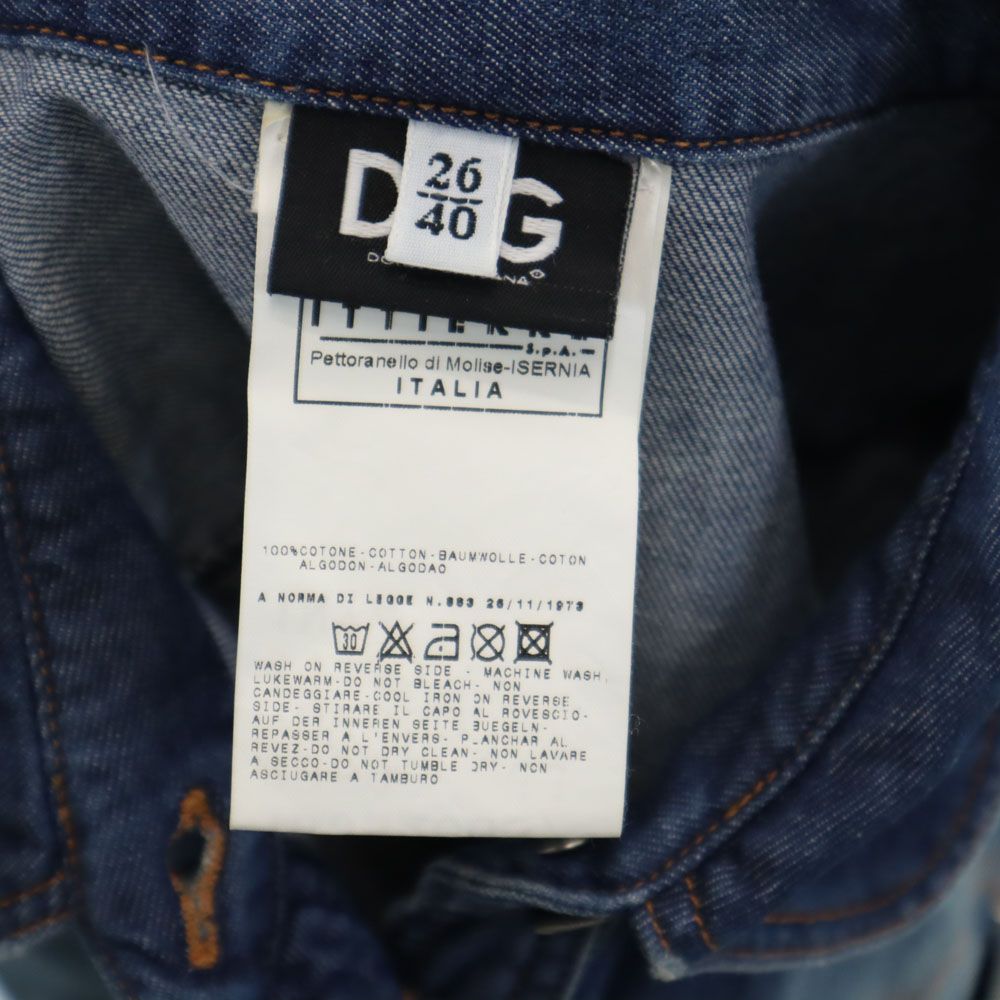 26
40
D G
ITTIERRE
S.p.A.
Pettoranello di Molise-ISERNIA
ITALIA
100%COTONE-COTTON-BAUMWOLLE-COTON
ALGODON-ALGODAO
A NORMA DI LEGGE N.883 26/11/1973
30
WASH ON REVERSE SIDE - MACHINE WASH
LUKEWARM-DO NOT BLEACH- NON
CANDEGGIARE-COOL IRON ON REVERSE
SIDE- STIRARE IL CAPO AL ROVESCIO-
AUF DER INNEREN SEITE BUEGELN-
REPASSER A L'ENVERS- PLANCHAR AL
REVEZ-DO NOT DRY CLEAN- NON LAVARE
A SECCO-DO NOT TUMBLE DRY- NON
ASCIUGARE A TAMBURO